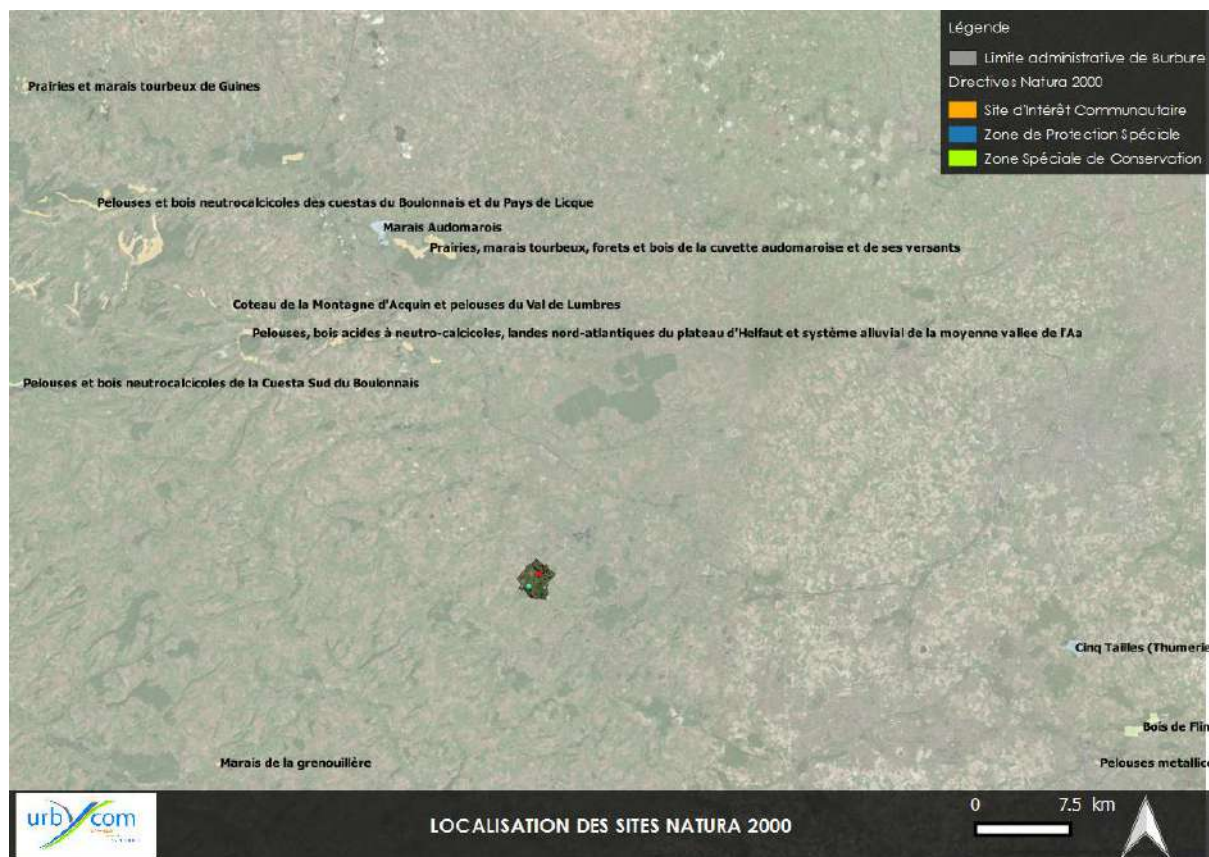 Légende
Limite administrative de Burbure
Directives Natura 2000
Site d'Intérêt Communautaire
Zone de Protection Spéciale
Zone Spéciale de Conservation
Prairies et marais tourbeux de Guines
Pelouses et bois neutrocalcicoles des cuestas du Boulonnais et du Pays de Licque
Marais Audomarois
Prairies, marais tourbeux, forets et bois de la cuvette audomaroise et de ses versants
Coteau de la Montagne d'Acquin et pelouses du Val de Lumbres
Pelouses, bois acides à neutro-calcicoles, landes nord-atlantiques du plateau d'Helfaut et système alluvial de la moyenne vallee de l'Aa
Pelouses et bois neutrocalcicoles de la Cuesta Sud du Boulonnais
Cinq Tailles (Thumerie
Bois de Flin
Marais de la grenouillère
Pelouses metallico
urbycom
LOCALISATION DES SITES NATURA 2000
0 7.5 km